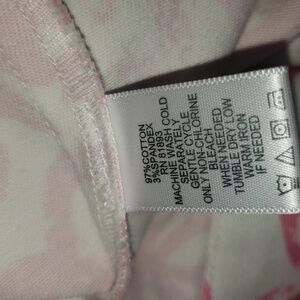 97% COTTON
3% SPANDEX
RN 81893
MACHINE WASH COLD
SEPARATELY
GENTLE CYCLE
ONLY NON-CHLORINE
BLEACH
WHEN NEEDED
TUMBLE DRY LOW
WARM IRON
IF NEEDED